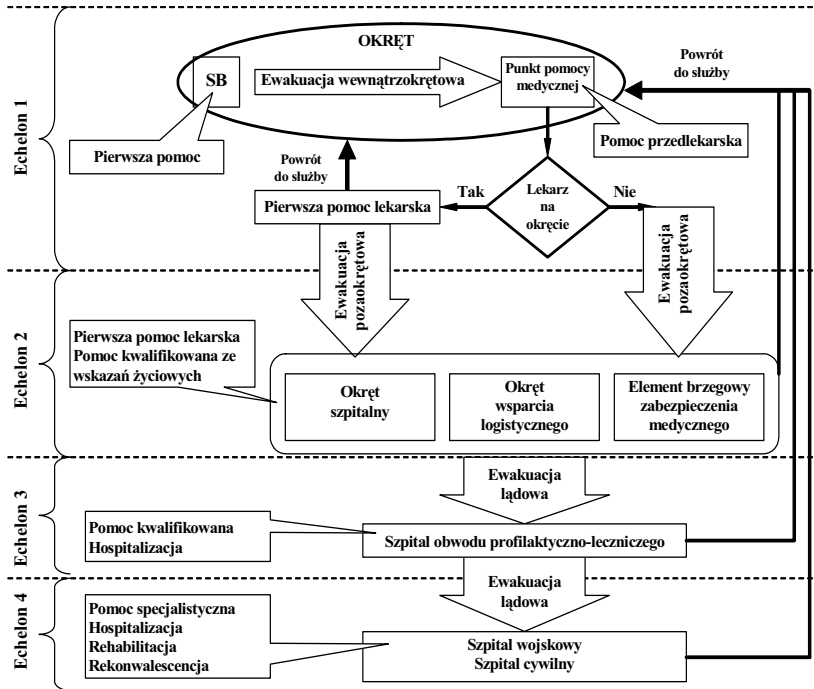 Echelon 1
OKRĘT
SB
Ewakuacja wewnątrzokrętowa
Punkt pomocy
medycznej
Powrót
do służby
Pierwsza pomoc
Pomoc przedlekarska
Powrót
do służby
Pierwsza pomoc lekarska
Tak
Lekarz
na
okręcie
Nie
Ewakuacja
pozaokrętowa
Ewakuacja
pozaokrętowa
Echelon 2
Pierwsza pomoc lekarska
Pomoc kwalifikowana ze
wskazań życiowych
Okręt
szpitalny
Okręt
wsparcia
logistycznego
Element brzegowy
zabezpieczenia
medycznego
Echelon 3
Ewakuacja
lądowa
Pomoc kwalifikowana
Hospitalizacja
Szpital obwodu profilaktyczno-leczniczego
Echelon 4
Ewakuacja
lądowa
Pomoc specjalistyczna
Hospitalizacja
Rehabilitacja
Rekonwalescencja
Szpital wojskowy
Szpital cywilny